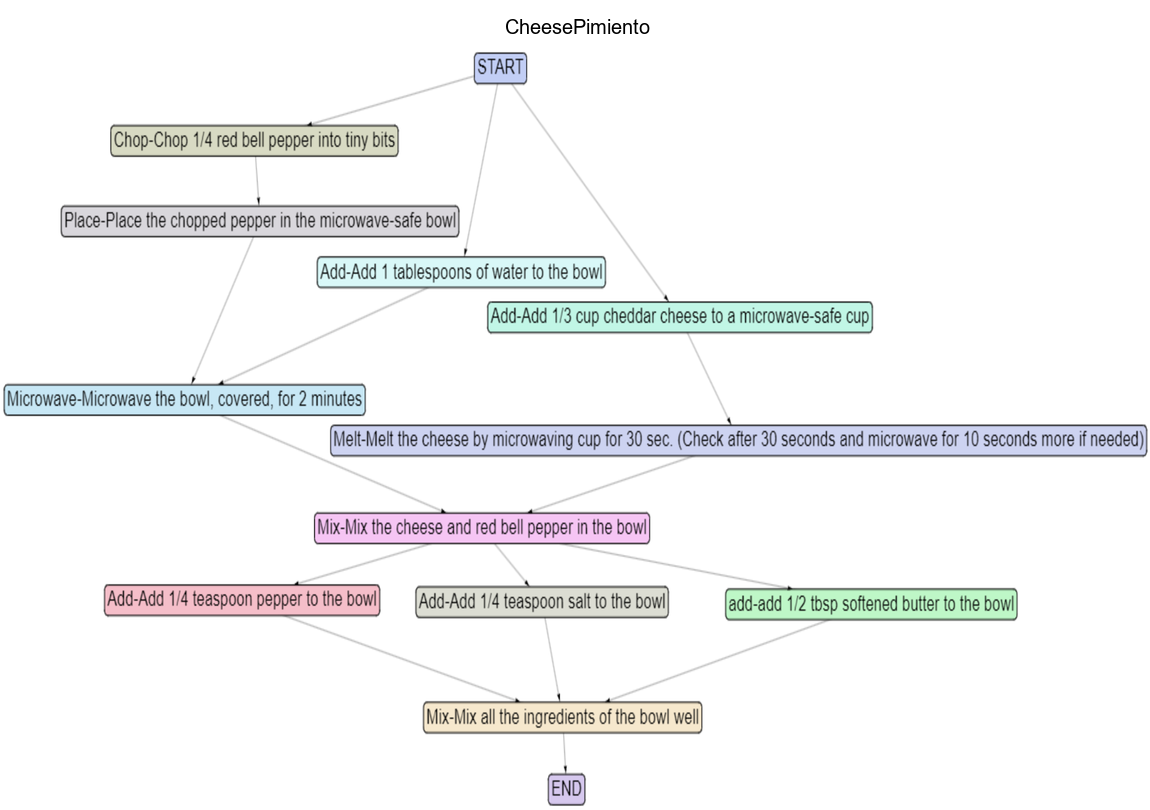 CheesePimiento
START
Chop-Chop 1/4 red bell pepper into tiny bits
Place-Place the chopped pepper in the microwave-safe bowl
Add-Add 1 tablespoons of water to the bowl
Add-Add 1/3 cup cheddar cheese to a microwave-safe cup
Microwave-Microwave the bowl, covered, for 2 minutes
Melt-Melt the cheese by microwaving cup for 30 sec. (Check after 30 seconds and microwave for 10 seconds more if needed)
Mix-Mix the cheese and red bell pepper in the bowl
Add-Add 1/4 teaspoon pepper to the bowl
Add-Add 1/4 teaspoon salt to the bowl
add-add 1/2 tbsp softened butter to the bowl
Mix-Mix all the ingredients of the bowl well
END